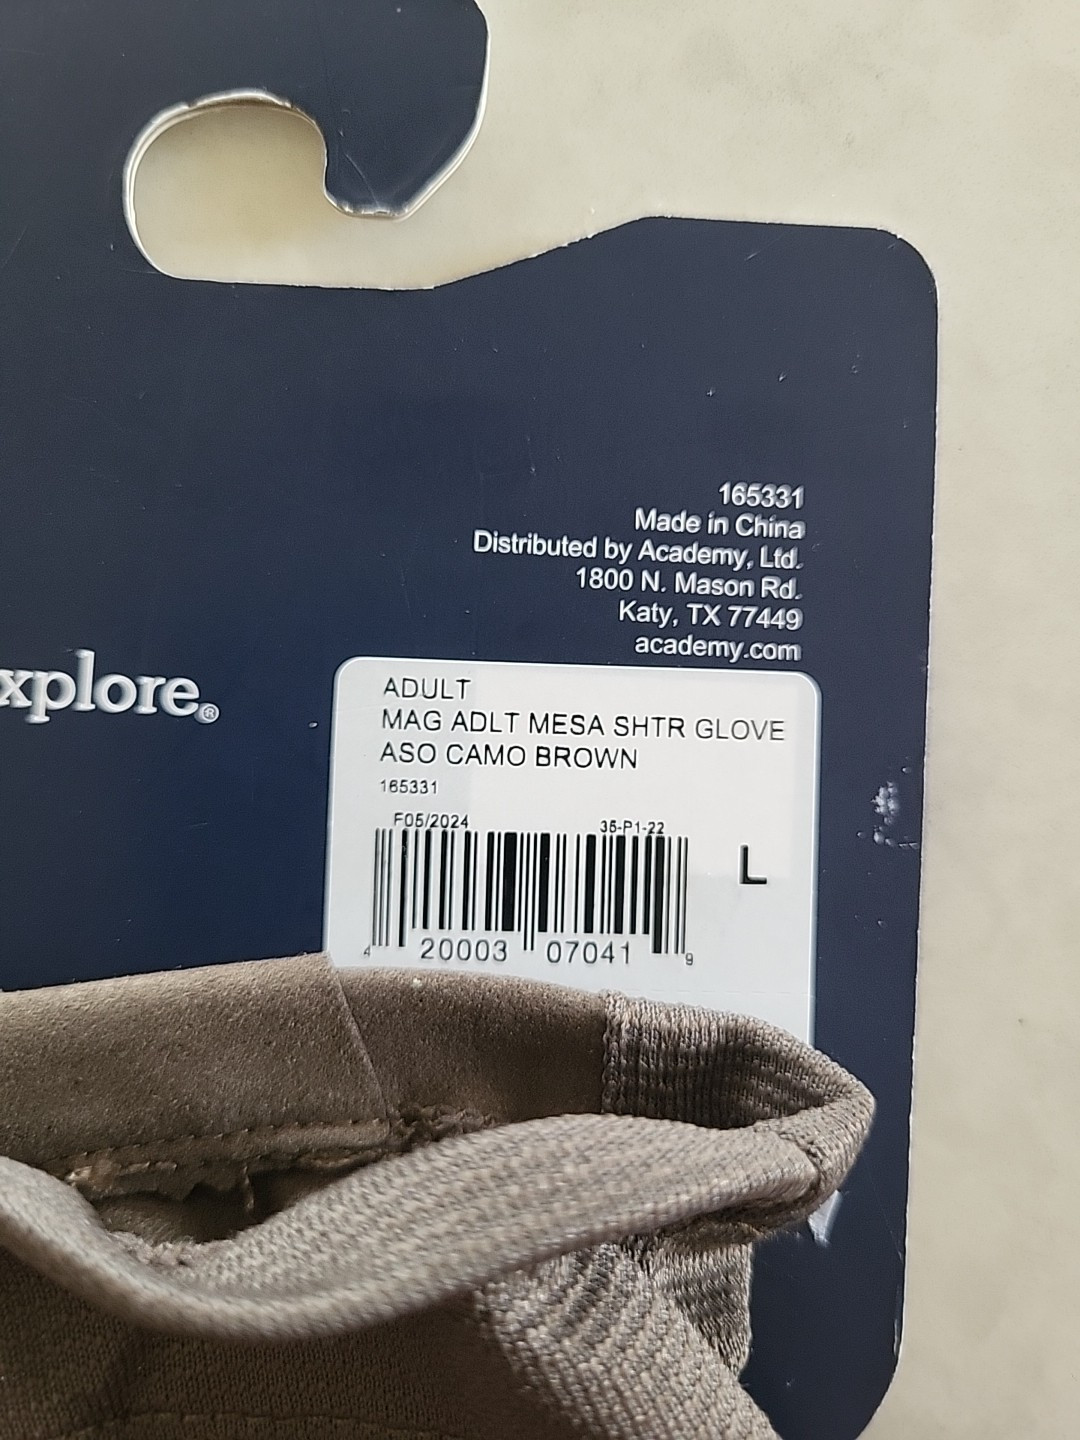 165331
Made in China
Distributed by Academy, Ltd.
1800 N. Mason Rd.
Katy, TX 77449
academy.com
xplore.®
ADULT
MAG ADLT MESA SHTR GLOVE
ASO CAMO BROWN
165331
F05/2024 35-P1-22
L
4 20003 07041 9